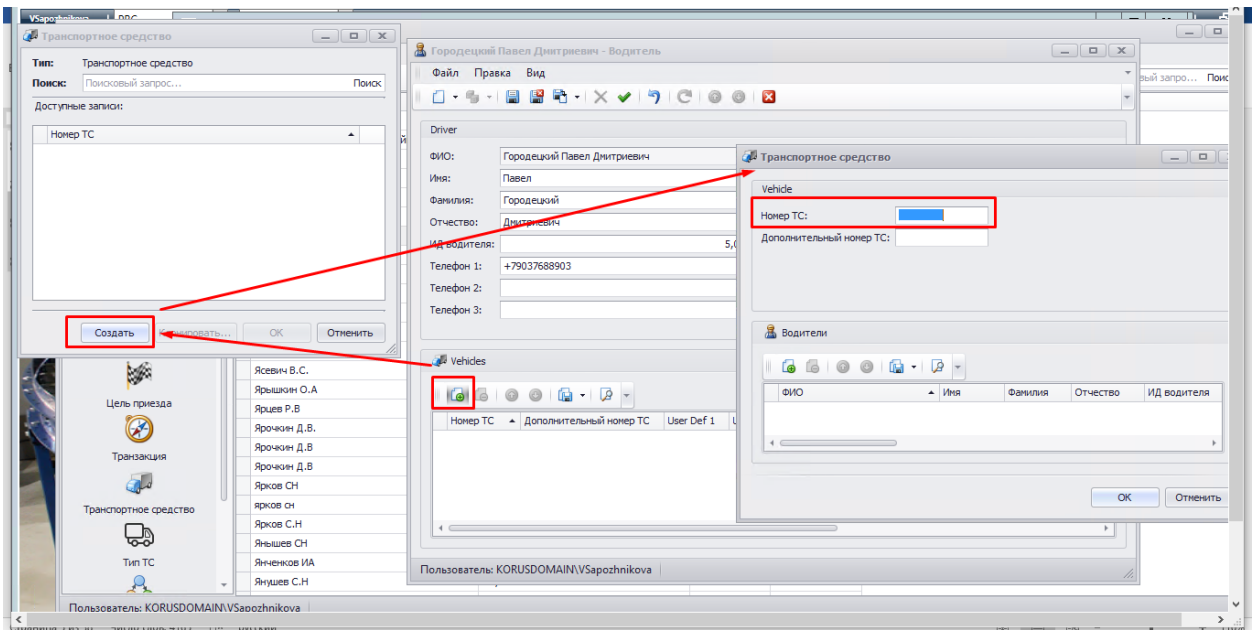 Транспортное средство
Тип: Транспортное средство
Поиск: Поисковый запрос... Поиск
Доступные записи:
Номер ТС
Создать
ОК Отменить
Городецкий Павел Дмитриевич - Водитель
Файл Правка Вид
Driver
ФИО: Городецкий Павел Дмитриевич
Имя: Павел
Фамилия: Городецкий
Отчество: Дмитриевич
ИД водителя: 5,0
Телефон 1: +79037688903
Телефон 2:
Телефон 3:
Vehicles
Номер ТС Дополнительный номер ТС User Def 1
Пользователь: KORUSDOMAIN\VSapozhnikova
Транспортное средство
Vehicle
Номер ТС:
Дополнительный номер ТС:
Водители
ФИО Имя Фамилия Отчество ИД водителя
ОК Отменить
Цель приезда
Транзакция
Транспортное средство
Тип ТС
Ясевич В.С.
Ярышкин О.А
Ярцев Р.В
Ярочкин Д.В.
Ярочкин Д.В
Ярочкин Д.В
Ярков СН
ярков сн
Ярков С.Н
Янышев СН
Янченков ИА
Янушев С.Н
Пользователь: KORUSDOMAIN\VSapozhnikova